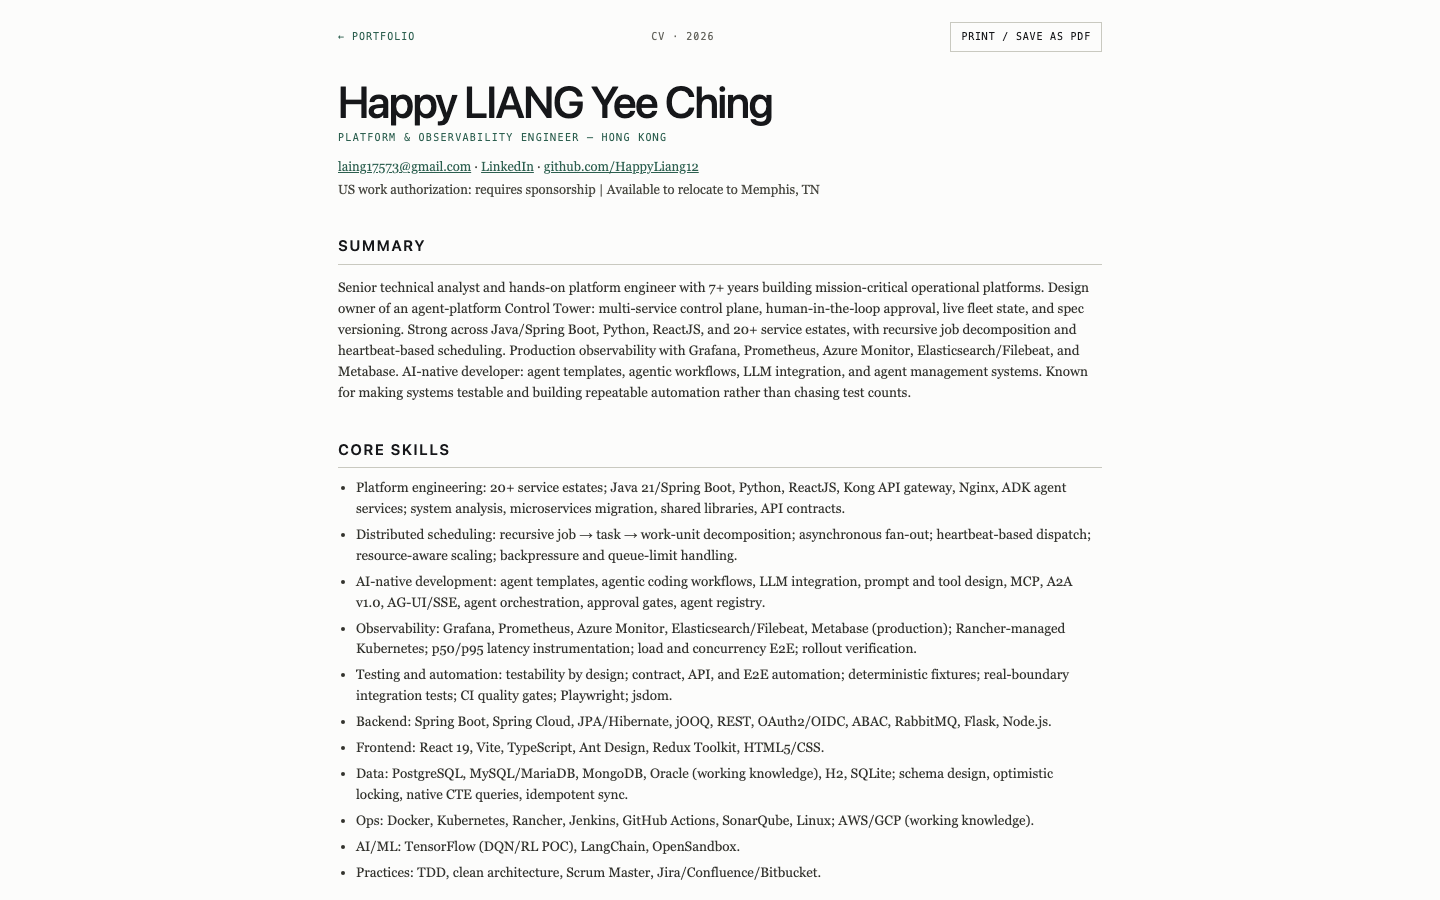 ← PORTFOLIO
CV · 2026
PRINT / SAVE AS PDF
Happy LIANG Yee Ching
PLATFORM & OBSERVABILITY ENGINEER — HONG KONG
laing17573@gmail.com · LinkedIn · github.com/HappyLiang12
US work authorization: requires sponsorship | Available to relocate to Memphis, TN
SUMMARY
Senior technical analyst and hands-on platform engineer with 7+ years building mission-critical operational platforms. Design
owner of an agent-platform Control Tower: multi-service control plane, human-in-the-loop approval, live fleet state, and spec
versioning. Strong across Java/Spring Boot, Python, ReactJS, and 20+ service estates, with recursive job decomposition and
heartbeat-based scheduling. Production observability with Grafana, Prometheus, Azure Monitor, Elasticsearch/Filebeat, and
Metabase. AI-native developer: agent templates, agentic workflows, LLM integration, and agent management systems. Known
for making systems testable and building repeatable automation rather than chasing test counts.
CORE SKILLS
• Platform engineering: 20+ service estates; Java 21/Spring Boot, Python, ReactJS, Kong API gateway, Nginx, ADK agent
services; system analysis, microservices migration, shared libraries, API contracts.
• Distributed scheduling: recursive job → task → work-unit decomposition; asynchronous fan-out; heartbeat-based dispatch;
resource-aware scaling; backpressure and queue-limit handling.
• AI-native development: agent templates, agentic coding workflows, LLM integration, prompt and tool design, MCP, A2A
v1.0, AG-UI/SSE, agent orchestration, approval gates, agent registry.
• Observability: Grafana, Prometheus, Azure Monitor, Elasticsearch/Filebeat, Metabase (production); Rancher-managed
Kubernetes; p50/p95 latency instrumentation; load and concurrency E2E; rollout verification.
• Testing and automation: testability by design; contract, API, and E2E automation; deterministic fixtures; real-boundary
integration tests; CI quality gates; Playwright; jsdom.
• Backend: Spring Boot, Spring Cloud, JPA/Hibernate, jOOQ, REST, OAuth2/OIDC, ABAC, RabbitMQ, Flask, Node.js.
• Frontend: React 19, Vite, TypeScript, Ant Design, Redux Toolkit, HTML5/CSS.
• Data: PostgreSQL, MySQL/MariaDB, MongoDB, Oracle (working knowledge), H2, SQLite; schema design, optimistic
locking, native CTE queries, idempotent sync.
• Ops: Docker, Kubernetes, Rancher, Jenkins, GitHub Actions, SonarQube, Linux; AWS/GCP (working knowledge).
• AI/ML: TensorFlow (DQN/RL POC), LangChain, OpenSandbox.
• Practices: TDD, clean architecture, Scrum Master, Jira/Confluence/Bitbucket.